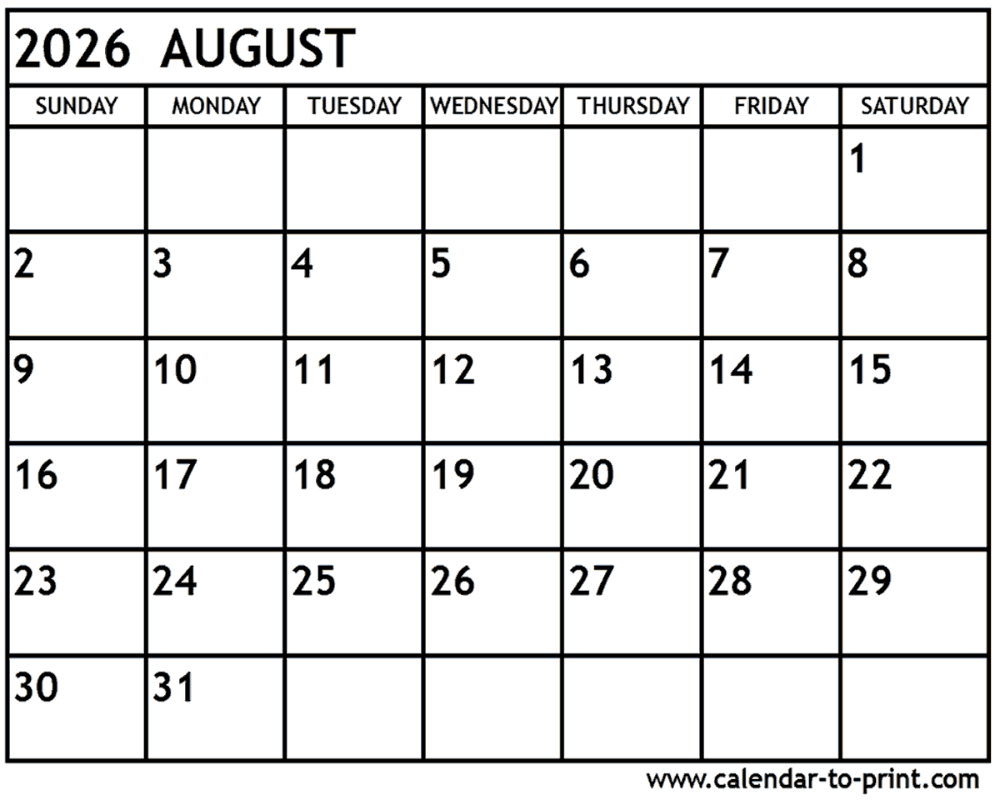 2026 AUGUST
SUNDAY MONDAY TUESDAY WEDNESDAY THURSDAY FRIDAY SATURDAY
1
2 3 4 5 6 7 8
9 10 11 12 13 14 15
16 17 18 19 20 21 22
23 24 25 26 27 28 29
30 31
www.calendar-to-print.com